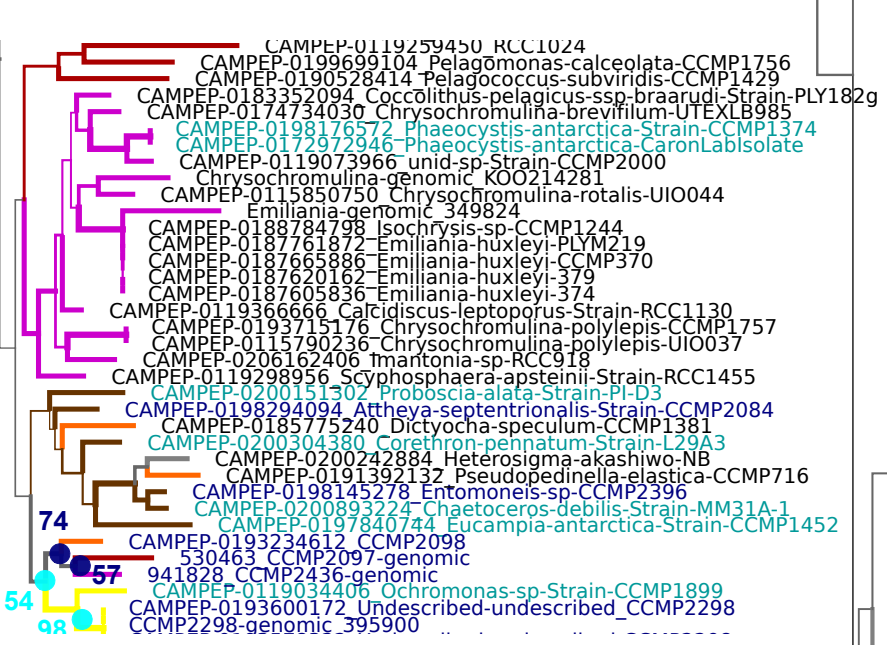 CAMPEP-0119259450_RCC1024
CAMPEP-0199699104_Pelagomonas-calceolata-CCMP1756
CAMPEP-0190528414_Pelagococcus-subviridis-CCMP1429
CAMPEP-0183352094_Coccolithus-pelagicus-ssp-braarudi-Strain-PLY182g
CAMPEP-0174734030_Chrysochromulina-brevifilum-UTEXLB985
CAMPEP-0198176572_Phaeocystis-antarctica-Strain-CCMP1374
CAMPEP-0172972946_Phaeocystis-antarctica-CaronLabIsolate
CAMPEP-0119073966_unid-sp-Strain-CCMP2000
Chrysochromulina-genomic_KOO214281
CAMPEP-0115850750_Chrysochromulina-rotalis-UIO044
Emiliania-genomic_349824
CAMPEP-0188784798_Isochrysis-sp-CCMP1244
CAMPEP-0187761872_Emiliania-huxleyi-PLYM219
CAMPEP-0187665886_Emiliania-huxleyi-CCMP370
CAMPEP-0187620162_Emiliania-huxleyi-379
CAMPEP-0187605836_Emiliania-huxleyi-374
CAMPEP-0119366666_Calcidiscus-leptoporus-Strain-RCC1130
CAMPEP-0193715176_Chrysochromulina-polylepis-CCMP1757
CAMPEP-0115790236_Chrysochromulina-polylepis-UIO037
CAMPEP-0206162406_Imantonia-sp-RCC918
CAMPEP-0119298956_Scyphosphaera-apsteinii-Strain-RCC1455
CAMPEP-0200151302_Proboscia-alata-Strain-PI-D3
CAMPEP-0198294094_Attheya-septentrionalis-Strain-CCMP2084
CAMPEP-0185775240_Dictyocha-speculum-CCMP1381
CAMPEP-0200304380_Corethron-pennatum-Strain-L29A3
CAMPEP-0200242884_Heterosigma-akashiwo-NB
CAMPEP-0191392132_Pseudopedinella-elastica-CCMP716
CAMPEP-0198145278_Entomoneis-sp-CCMP2396
CAMPEP-0200893224_Chaetoceros-debilis-Strain-MM31A-1
CAMPEP-0197840744_Eucampia-antarctica-Strain-CCMP1452
74
CAMPEP-0193234612_CCMP2098
530463_CCMP2097-genomic
57
941828_CCMP2436-genomic
54
CAMPEP-0119034406_Ochromonas-sp-Strain-CCMP1899
CAMPEP-0193600172_Undescribed-undescribed_CCMP2298
98
CCMP2298-genomic_395900